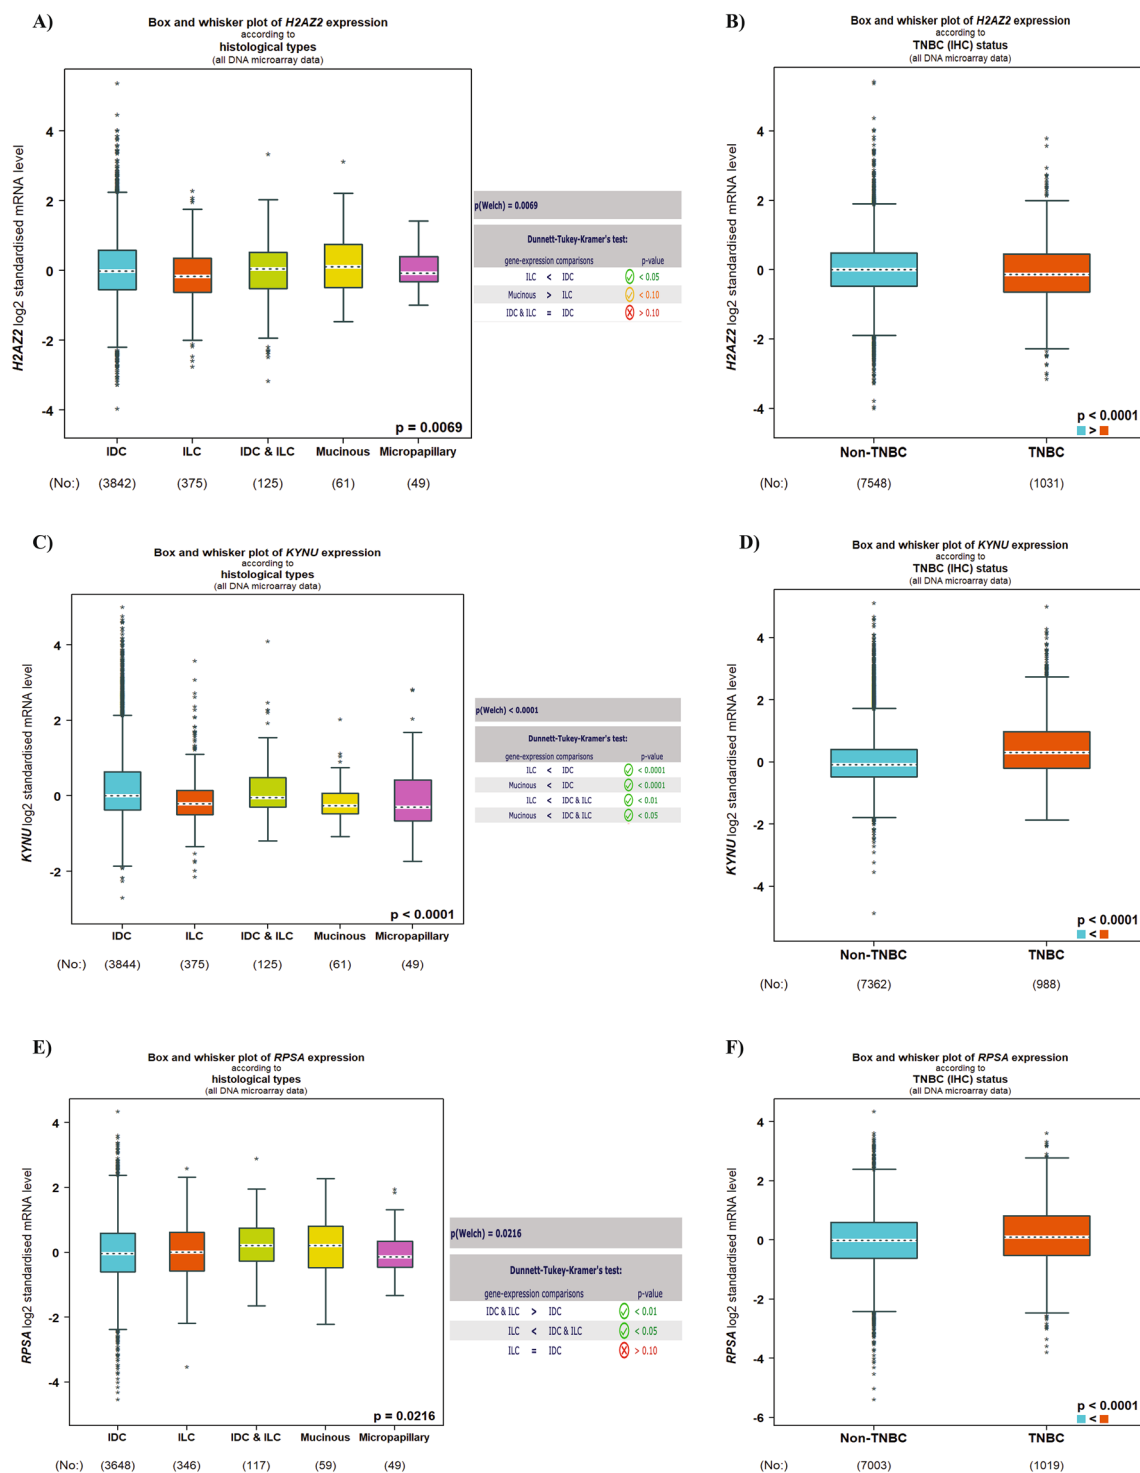 A)
Box and whisker plot of H2AZ2 expression
according to
histological types
(all DNA microarray data)
H2AZ2 log2 standardised mRNA level
4
2
0
-2
-4
p = 0.0069
IDC ILC IDC & ILC Mucinous Micropapillary
(No:) (3842) (375) (125) (61) (49)
p(Welch) = 0.0069
Dunnett-Tukey-Kramer's test:
gene-expression comparisons p-value
ILC < IDC < 0.05
Mucinous > ILC < 0.10
IDC & ILC = IDC > 0.10
B)
Box and whisker plot of H2AZ2 expression
according to
TNBC (IHC) status
(all DNA microarray data)
H2AZ2 log2 standardised mRNA level
4
2
0
-2
-4
p < 0.0001
>
Non-TNBC TNBC
(No:) (7548) (1031)
C)
Box and whisker plot of KYNU expression
according to
histological types
(all DNA microarray data)
KYNU log2 standardised mRNA level
4
2
0
-2
p < 0.0001
IDC ILC IDC & ILC Mucinous Micropapillary
(No:) (3844) (375) (125) (61) (49)
p(Welch) < 0.0001
Dunnett-Tukey-Kramer's test:
gene-expression comparisons p-value
ILC < IDC < 0.0001
Mucinous < IDC < 0.0001
ILC < IDC & ILC < 0.01
Mucinous < IDC & ILC < 0.05
D)
Box and whisker plot of KYNU expression
according to
TNBC (IHC) status
(all DNA microarray data)
KYNU log2 standardised mRNA level
4
2
0
-2
-4
p < 0.0001
<
Non-TNBC TNBC
(No:) (7362) (988)
E)
Box and whisker plot of RPSA expression
according to
histological types
(all DNA microarray data)
RPSA log2 standardised mRNA level
4
2
0
-2
-4
p = 0.0216
IDC ILC IDC & ILC Mucinous Micropapillary
(No:) (3648) (346) (117) (59) (49)
p(Welch) = 0.0216
Dunnett-Tukey-Kramer's test:
gene-expression comparisons p-value
IDC & ILC > IDC < 0.01
ILC < IDC & ILC < 0.05
ILC = IDC > 0.10
F)
Box and whisker plot of RPSA expression
according to
TNBC (IHC) status
(all DNA microarray data)
RPSA log2 standardised mRNA level
4
2
0
-2
-4
-6
p < 0.0001
<
Non-TNBC TNBC
(No:) (7003) (1019)